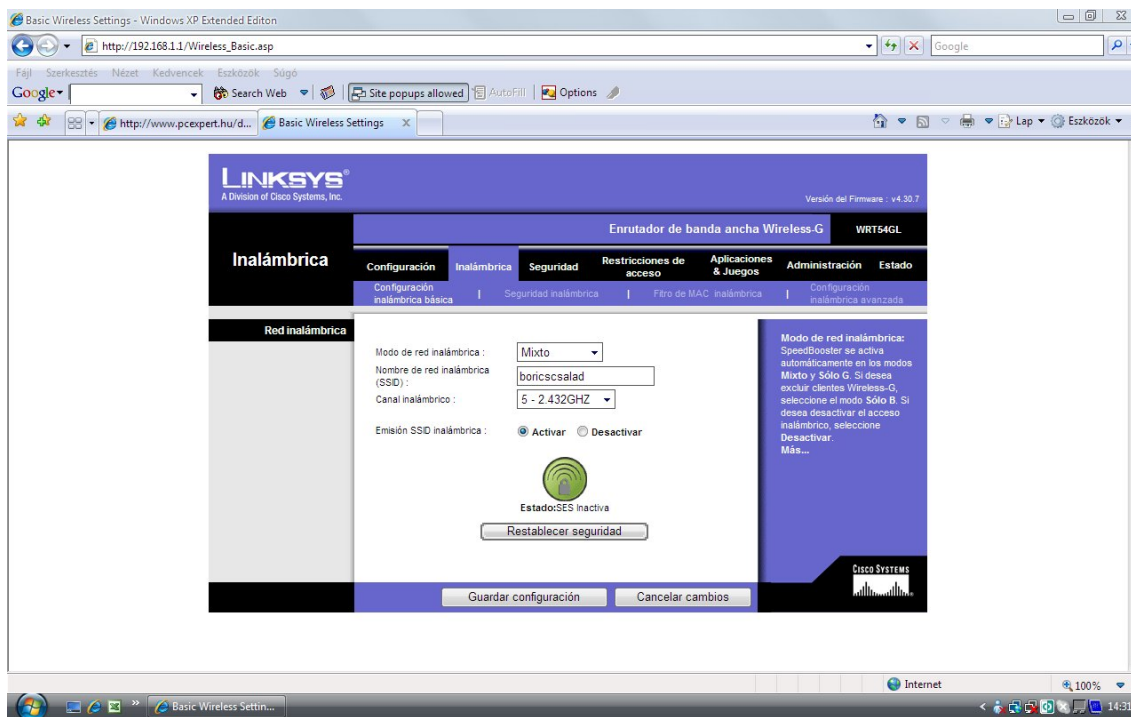 Basic Wireless Settings - Windows XP Extended Editon
http://192.168.1.1/Wireless_Basic.asp
Google
Fájl Szerkesztés Nézet Kedvencek Eszközök Súgó
Google Search Web Site popups allowed AutoFill Options
http://www.pcexpert.hu/d... Basic Wireless Settings X Lap Eszközök
LINKSYS®
A Division of Cisco Systems, Inc.
Versión del Firmware : v4.30.7
Enrutador de banda ancha Wireless-G WRT54GL
Inalámbrica
Configuración Inalámbrica Seguridad Restricciones de acceso Aplicaciones & Juegos Administración Estado
Configuración inalámbrica básica | Seguridad inalámbrica | Fitro de MAC inalámbrica | Configuración inalámbrica avanzada
Red inalámbrica
Modo de red inalámbrica : Mixto
Nombre de red inalámbrica (SSID) : boricscsalad
Canal inalámbrico : 5 - 2.432GHZ
Emisión SSID inalámbrica : Activar Desactivar
Estado:SES Inactiva
Restablecer seguridad
Modo de red inalámbrica:
SpeedBooster se activa
automáticamente en los modos
Mixto y Sólo G. Si desea
excluir clientes Wireless-G,
seleccione el modo Sólo B. Si
desea desactivar el acceso
inalámbrico, seleccione
Desactivar.
Más...
CISCO SYSTEMS
Guardar configuración Cancelar cambios
Internet 100%
Basic Wireless Settin... 14:31